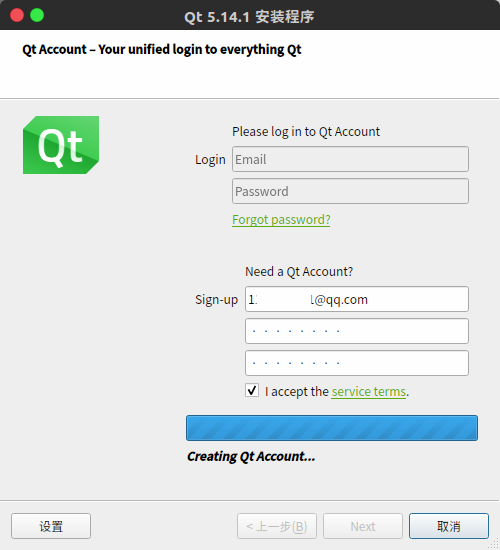 Qt 5.14.1 安装程序
Qt Account – Your unified login to everything Qt
Qt
Please log in to Qt Account
Login
Email
Password
Forgot password?
Need a Qt Account?
Sign-up
@qq.com
I accept the service terms.
Creating Qt Account...
设置
< 上一步(B)
Next
取消